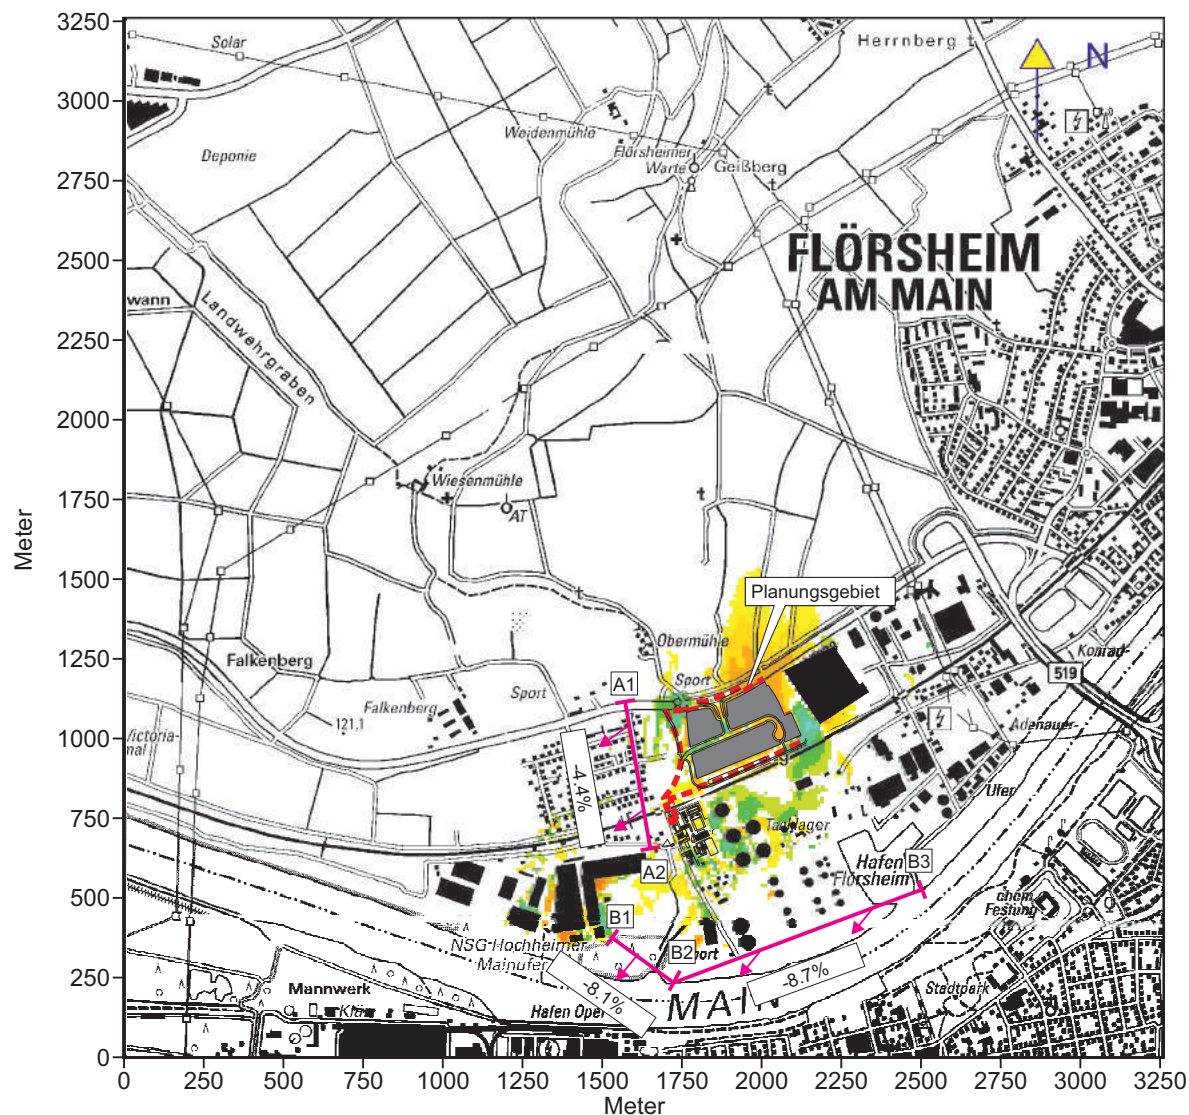 3250
3000
2750
2500
2250
2000
1750
1500
1250
1000
750
500
250
0
Meter
0
250
500
750
1000
1250
1500
1750
2000
2250
2500
2750
3000
3250
Meter
Solar
Herrnberg
N
Weidenmühle
Deponie
Flörsheimer
Warte
Geißberg
FLÖRSHEIM
AM MAIN
wann
Landwehrgraben
Wiesenmühle
AT
Planungsgebiet
Obermühle
Konrad-
Falkenberg
Sport
Sport
519
A1
Falkenberg
121,1
Adenauer-
Victoria-
mal
-4.4%
Ufer
Tanklager
Hafen
Flörsheim
B3
A2
chem
Festung
B1
NSG-Hochheimer
Mainufer
B2
-8.7%
-8.1%
Mannwerk
Stadtpark
Hafen Opel